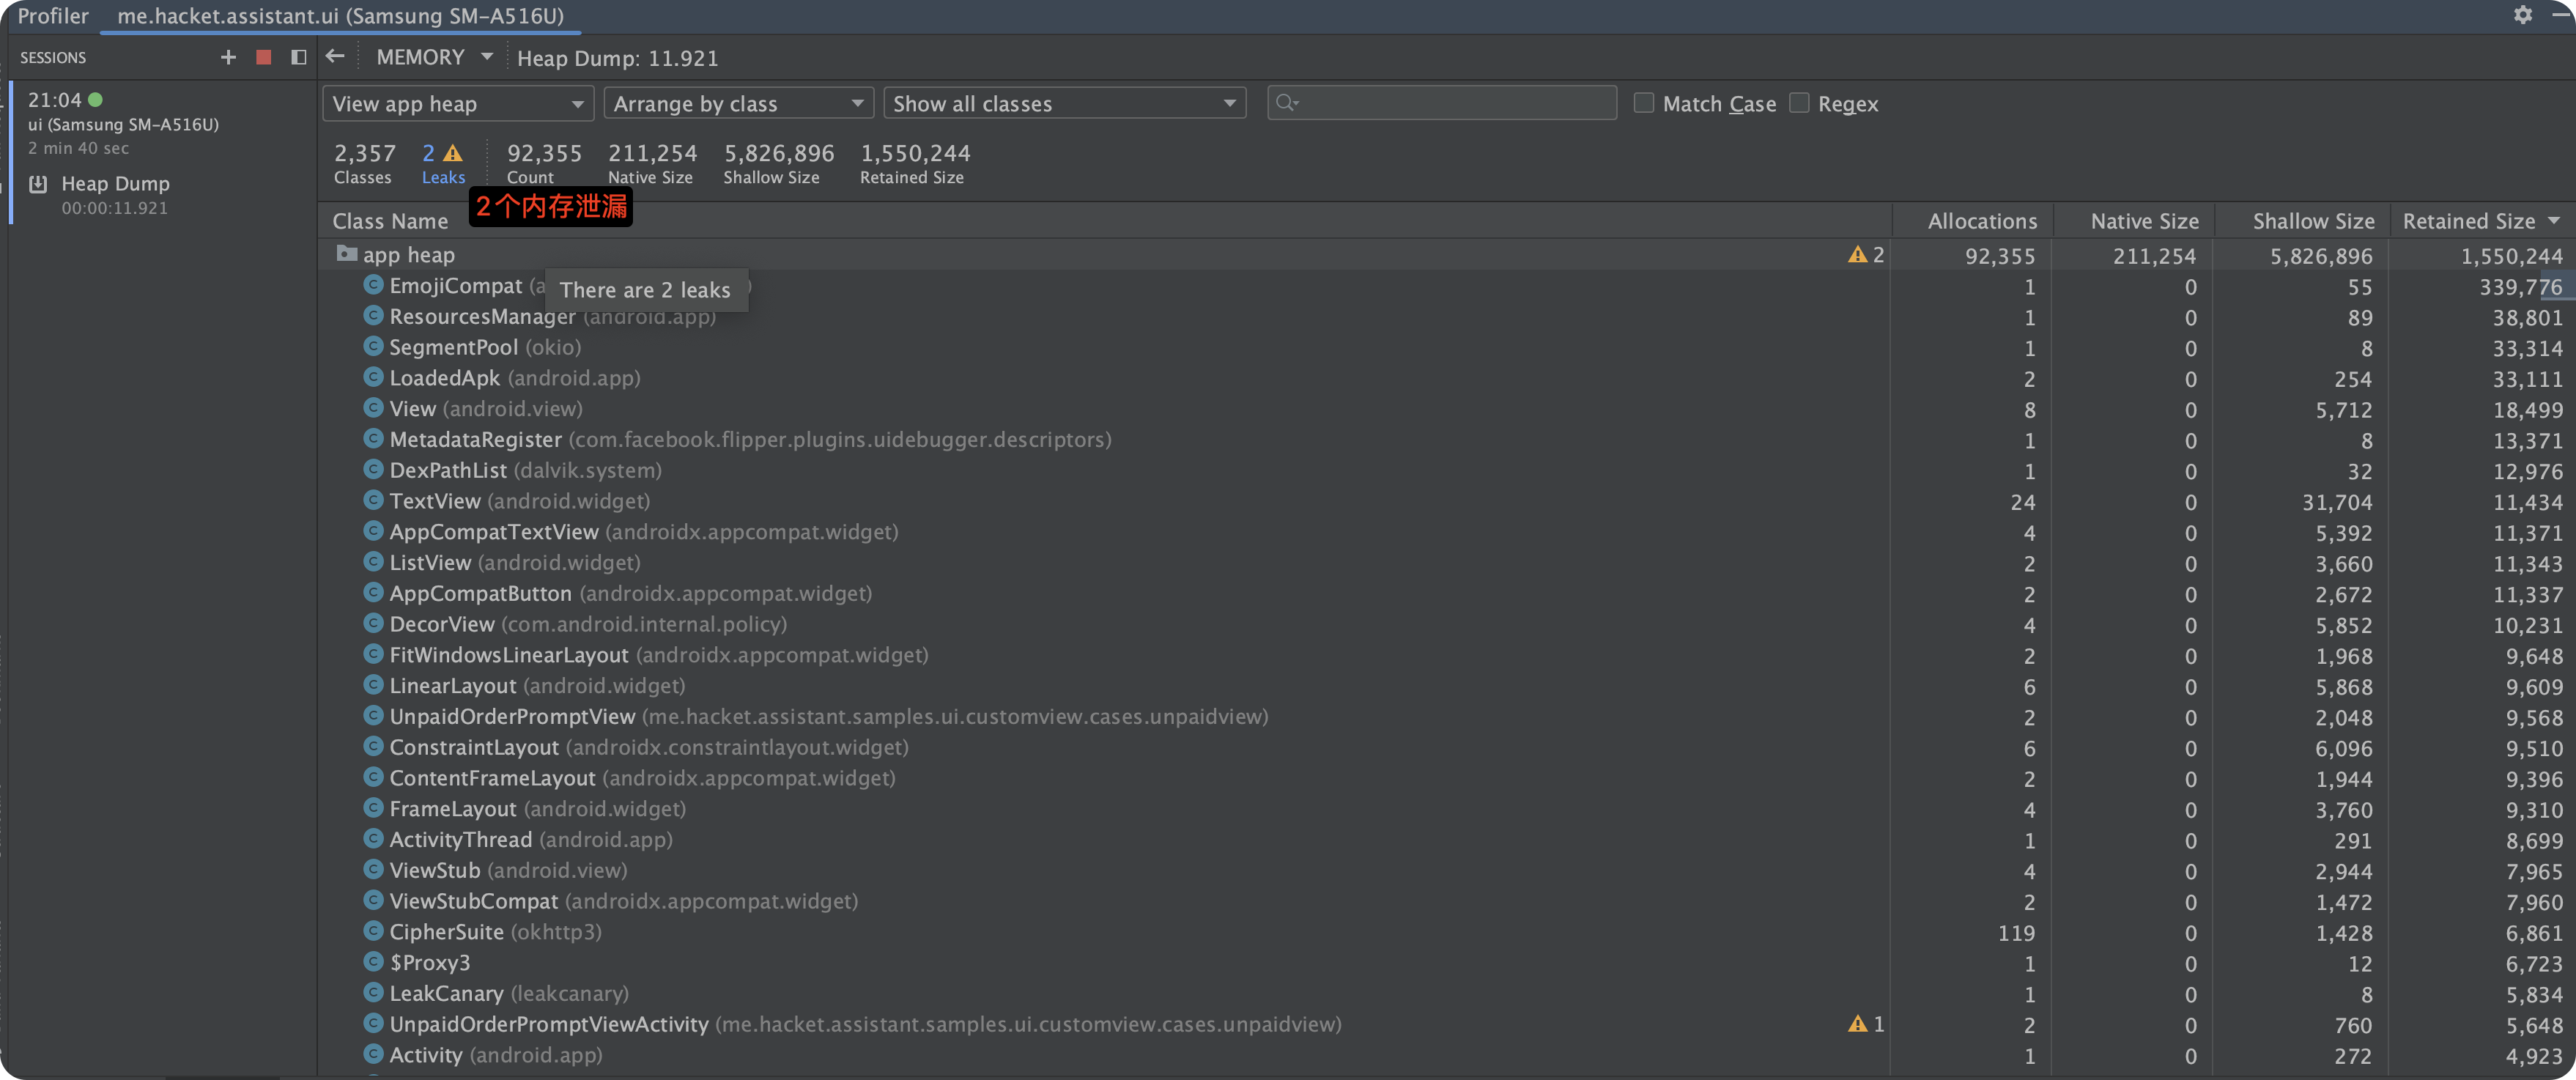 Profiler me.hacket.assistant.ui (Samsung SM-A516U)
SESSIONS MEMORY Heap Dump: 11.921
21:04
ui (Samsung SM-A516U)
2 min 40 sec
Heap Dump
00:00:11.921
View app heap Arrange by class Show all classes Match Case Regex
2,357 2 92,355 211,254 5,826,896 1,550,244
Classes Leaks Count Native Size Shallow Size Retained Size
2个内存泄漏
Class Name Allocations Native Size Shallow Size Retained Size
app heap 2 92,355 211,254 5,826,896 1,550,244
There are 2 leaks
EmojiCompat 1 0 55 339,776
ResourcesManager (android.app) 1 0 89 38,801
SegmentPool (okio) 1 0 8 33,314
LoadedApk (android.app) 2 0 254 33,111
View (android.view) 8 0 5,712 18,499
MetadataRegister (com.facebook.flipper.plugins.uidebugger.descriptors) 1 0 8 13,371
DexPathList (dalvik.system) 1 0 32 12,976
TextView (android.widget) 24 0 31,704 11,434
AppCompatTextView (androidx.appcompat.widget) 4 0 5,392 11,371
ListView (android.widget) 2 0 3,660 11,343
AppCompatButton (androidx.appcompat.widget) 2 0 2,672 11,337
DecorView (com.android.internal.policy) 4 0 5,852 10,231
FitWindowsLinearLayout (androidx.appcompat.widget) 2 0 1,968 9,648
LinearLayout (android.widget) 6 0 5,868 9,609
UnpaidOrderPromptView (me.hacket.assistant.samples.ui.customview.cases.unpaidview) 2 0 2,048 9,568
ConstraintLayout (androidx.constraintlayout.widget) 6 0 6,096 9,510
ContentFrameLayout (androidx.appcompat.widget) 2 0 1,944 9,396
FrameLayout (android.widget) 4 0 3,760 9,310
ActivityThread (android.app) 1 0 291 8,699
ViewStub (android.view) 4 0 2,944 7,965
ViewStubCompat (androidx.appcompat.widget) 2 0 1,472 7,960
CipherSuite (okhttp3) 119 0 1,428 6,861
$Proxy3 1 0 12 6,723
LeakCanary (leakcanary) 1 0 8 5,834
UnpaidOrderPromptViewActivity (me.hacket.assistant.samples.ui.customview.cases.unpaidview) 1 2 0 760 5,648
Activity (android.app) 1 0 272 4,923